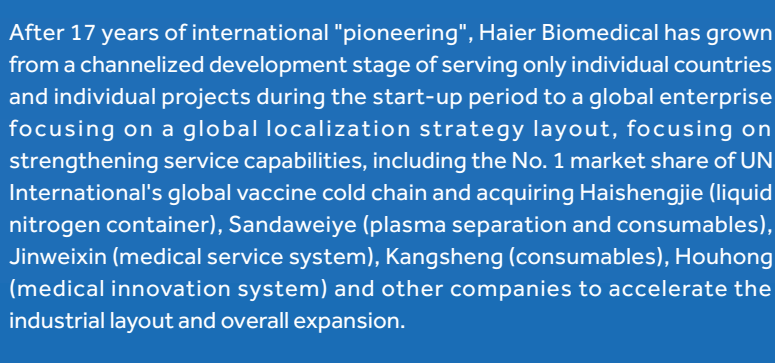 After 17 years of international "pioneering", Haier Biomedical has grown
from a channelized development stage of serving only individual countries
and individual projects during the start-up period to a global enterprise
focusing on a global localization strategy layout, focusing on
strengthening service capabilities, including the No. 1 market share of UN
International's global vaccine cold chain and acquiring Haishengjie (liquid
nitrogen container), Sandaweiye (plasma separation and consumables),
Jinweixin (medical service system), Kangsheng (consumables), Houhong
(medical innovation system) and other companies to accelerate the
industrial layout and overall expansion.